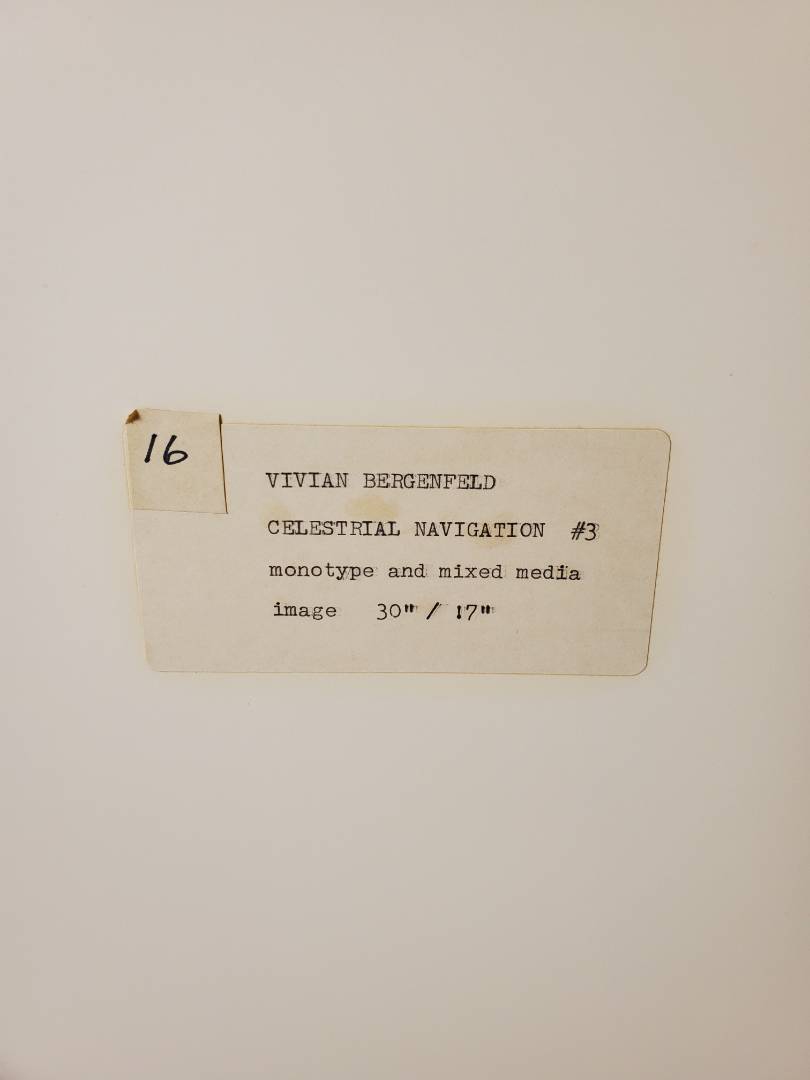 16
VIVIAN BERGENFELD
CELESTRIAL NAVIGATION #3
monotype and mixed media
image 30" / 17"